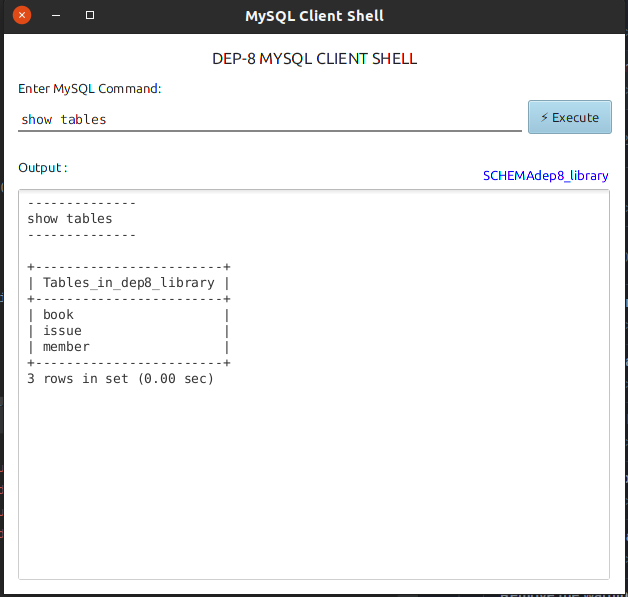 MySQL Client Shell
DEP-8 MYSQL CLIENT SHELL
Enter MySQL Command:
show tables
⚡ Execute
Output :
SCHEMAdep8_library
--------------
show tables
--------------
+------------------------+
| Tables_in_dep8_library |
+------------------------+
| book                   |
| issue                  |
| member                 |
+------------------------+
3 rows in set (0.00 sec)